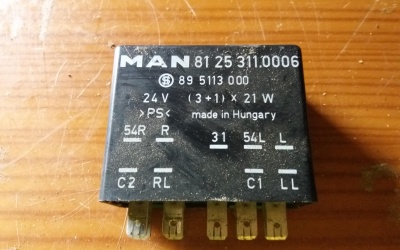 MAN 81 25 311.0006
S 89 5113 000
24 V (3+1) × 21 W
>PS< made in Hungary
54R R 31 54L L
C2 RL C1 LL